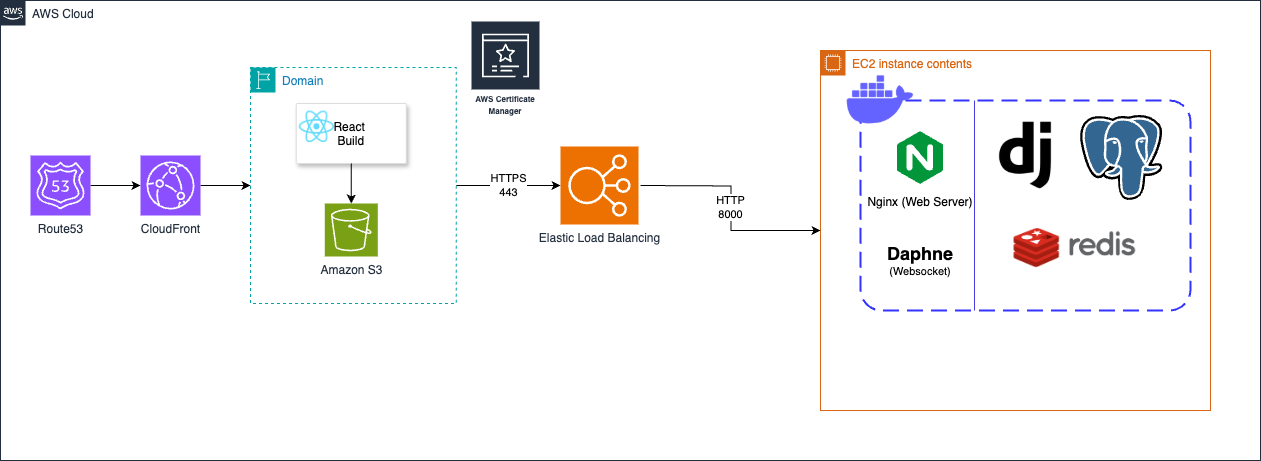 aws
AWS Cloud
Domain
React
Build
Amazon S3
53
Route53
CloudFront
AWS Certificate
Manager
HTTPS
443
Elastic Load Balancing
HTTP
8000
EC2 instance contents
N
Nginx (Web Server)
Daphne
(Websocket)
dj
redis